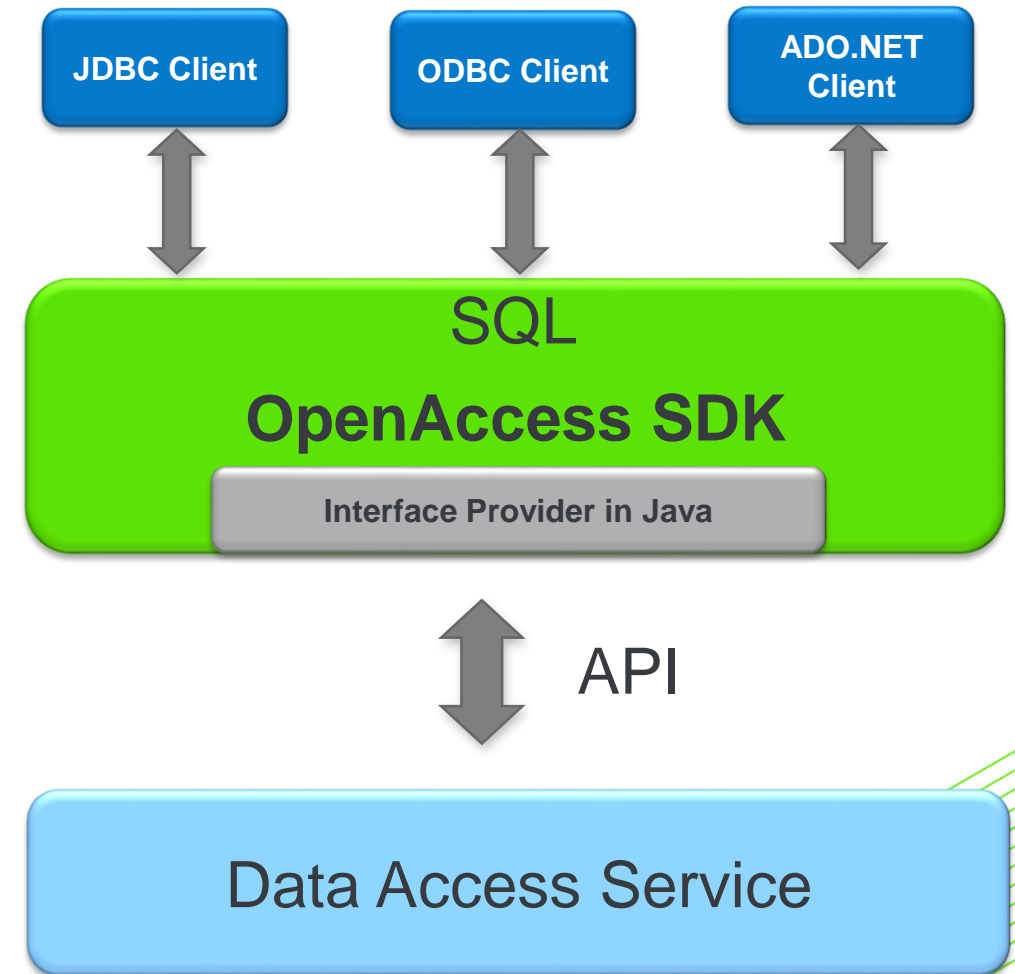 JDBC Client
ODBC Client
ADO.NET
Client
SQL
OpenAccess SDK
Interface Provider in Java
API
Data Access Service